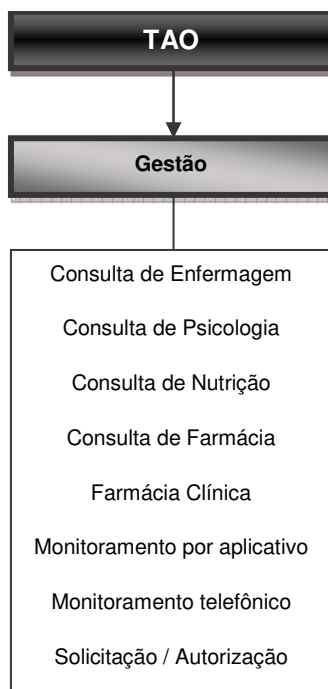 TAO
Gestão
Consulta de Enfermagem
Consulta de Psicologia
Consulta de Nutrição
Consulta de Farmácia
Farmácia Clínica
Monitoramento por aplicativo
Monitoramento telefônico
Solicitação / Autorização